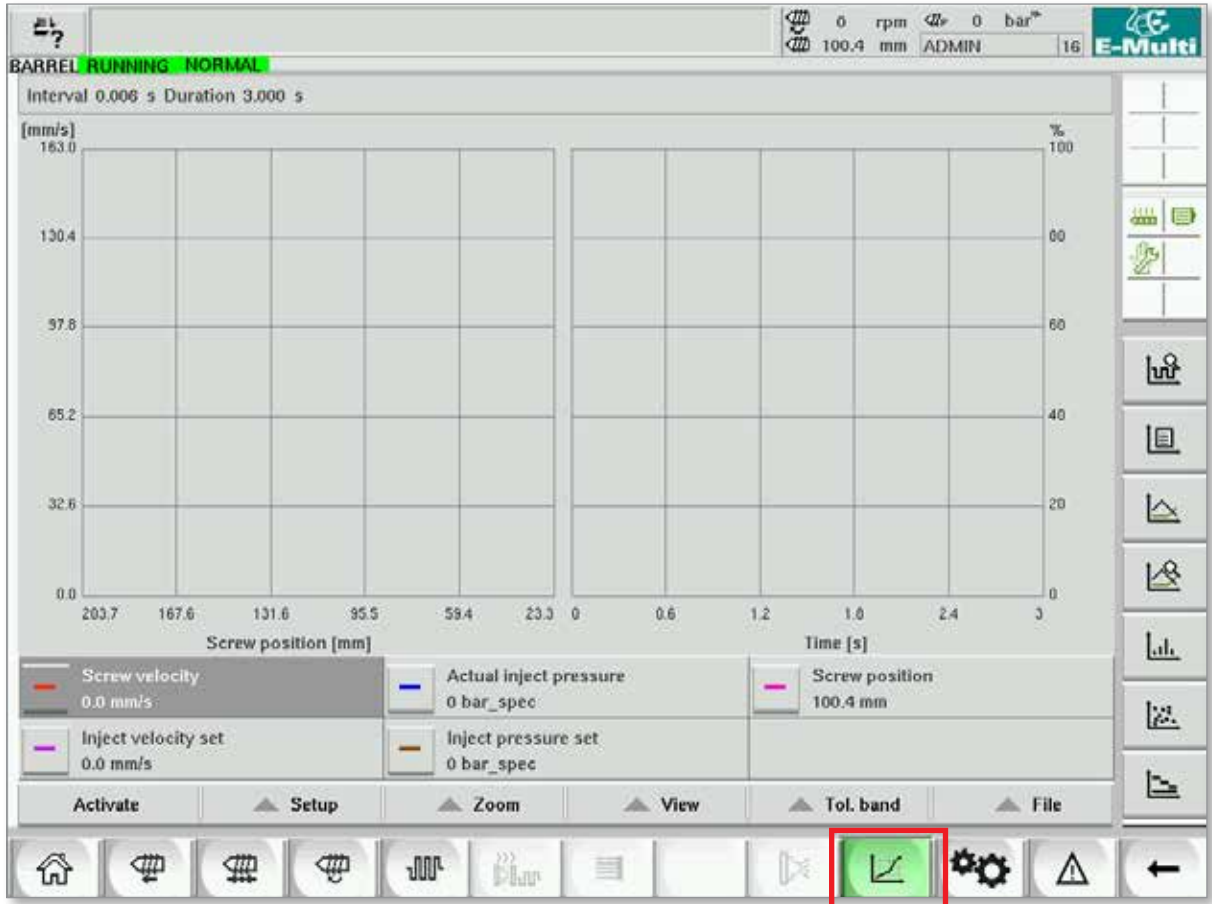 ?
0 rpm 0 bar
100.4 mm ADMIN 16
E-Multi
BARREL RUNNING NORMAL
Interval 0.006 s Duration 3.000 s
[mm/s] %
163.0 100
130.4 80
97.8 60
65.2 40
32.6 20
0.0 0
203.7 167.6 131.6 95.5 59.4 23.3 0 0.6 1.2 1.8 2.4 3
Screw position [mm] Time [s]
Screw velocity Actual inject pressure Screw position
0.0 mm/s 0 bar_spec 100.4 mm
Inject velocity set Inject pressure set
0.0 mm/s 0 bar_spec
Activate Setup Zoom View Tol. band File